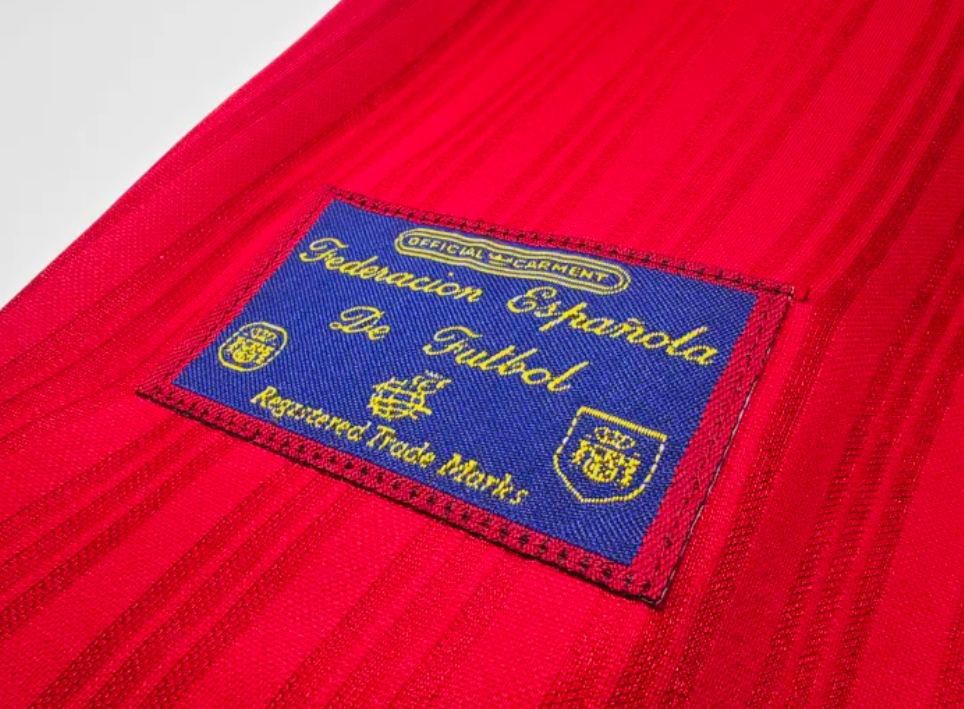 OFFICIAL GARMENT
Federacion Española
De Futbol
Registered Trade Marks